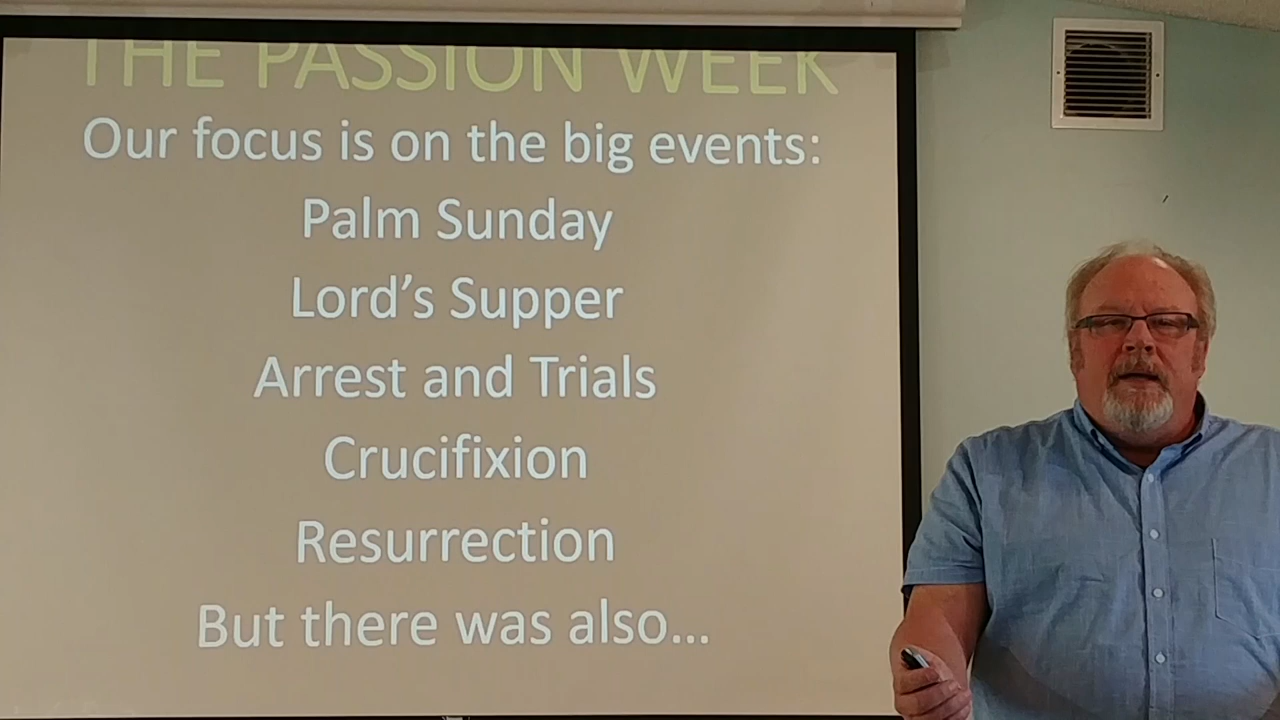 THE PASSION WEEK
Our focus is on the big events:
Palm Sunday
Lord's Supper
Arrest and Trials
Crucifixion
Resurrection
But there was also...